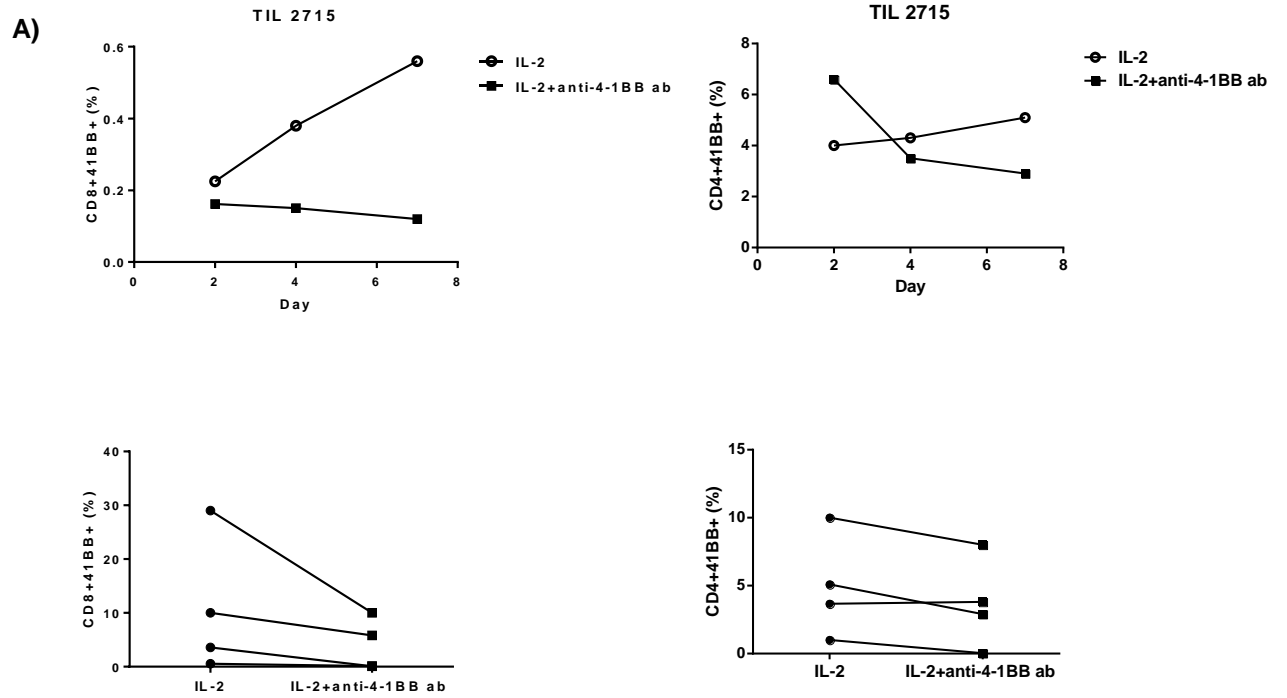 A)
TIL 2715
CD8+41BB+ (%)
0.6
0.4
0.2
0.0
0 2 4 6 8
Day
IL-2
IL-2+anti-4-1BB ab
TIL 2715
CD4+41BB+ (%)
8
6
4
2
0
0 2 4 6 8
Day
IL-2
IL-2+anti-4-1BB ab
CD8+41BB+ (%)
40
30
20
10
0
IL-2 IL-2+anti-4-1BB ab
CD4+41BB+ (%)
15
10
5
0
IL-2 IL-2+anti-4-1BB ab